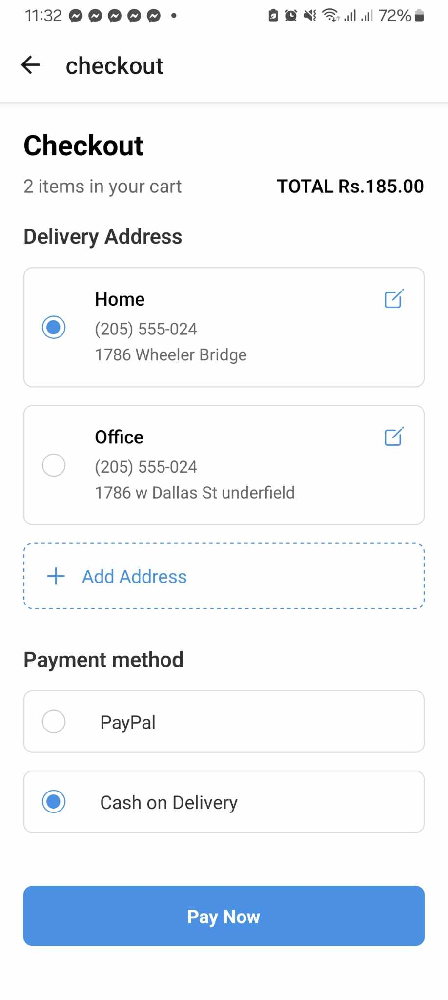 11:32
72%
checkout
Checkout
2 items in your cart TOTAL Rs.185.00
Delivery Address
Home
(205) 555-024
1786 Wheeler Bridge
Office
(205) 555-024
1786 w Dallas St underfield
+ Add Address
Payment method
PayPal
Cash on Delivery
Pay Now